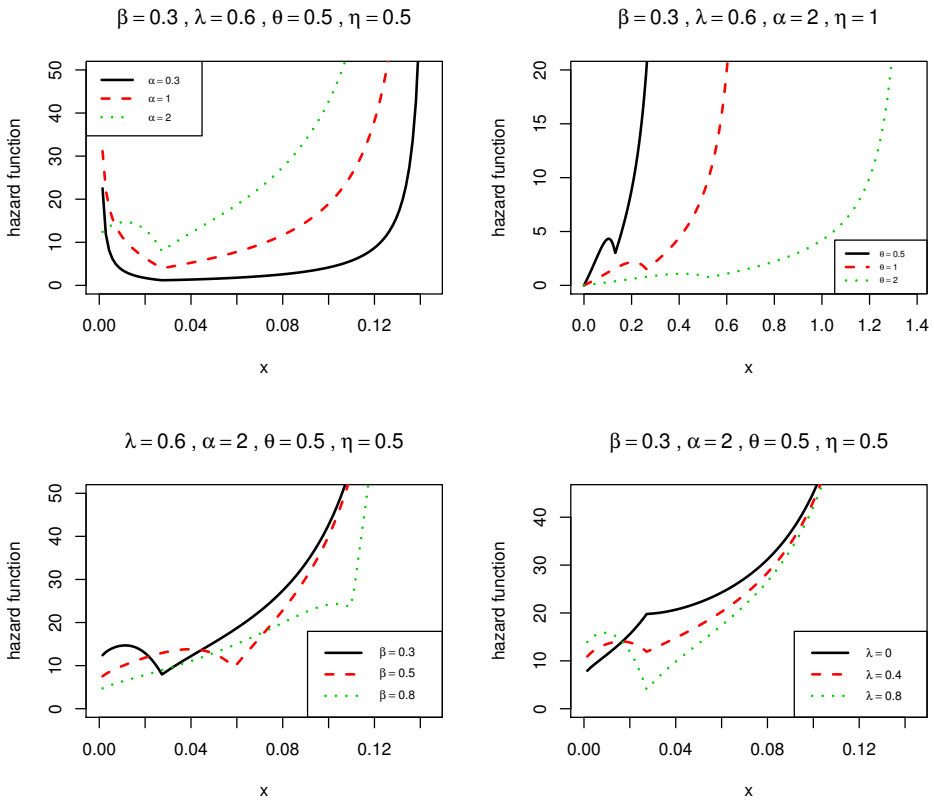 β = 0.3 , λ = 0.6 , θ = 0.5 , η = 0.5
hazard function
50
40
30
20
10
0
α = 0.3
α = 1
α = 2
0.00 0.04 0.08 0.12
x
β = 0.3 , λ = 0.6 , α = 2 , η = 1
hazard function
20
15
10
5
0
θ = 0.5
θ = 1
θ = 2
0.0 0.2 0.4 0.6 0.8 1.0 1.2 1.4
x
λ = 0.6 , α = 2 , θ = 0.5 , η = 0.5
hazard function
50
40
30
20
10
0
β = 0.3
β = 0.5
β = 0.8
0.00 0.04 0.08 0.12
x
β = 0.3 , α = 2 , θ = 0.5 , η = 0.5
hazard function
40
30
20
10
0
λ = 0
λ = 0.4
λ = 0.8
0.00 0.04 0.08 0.12
x